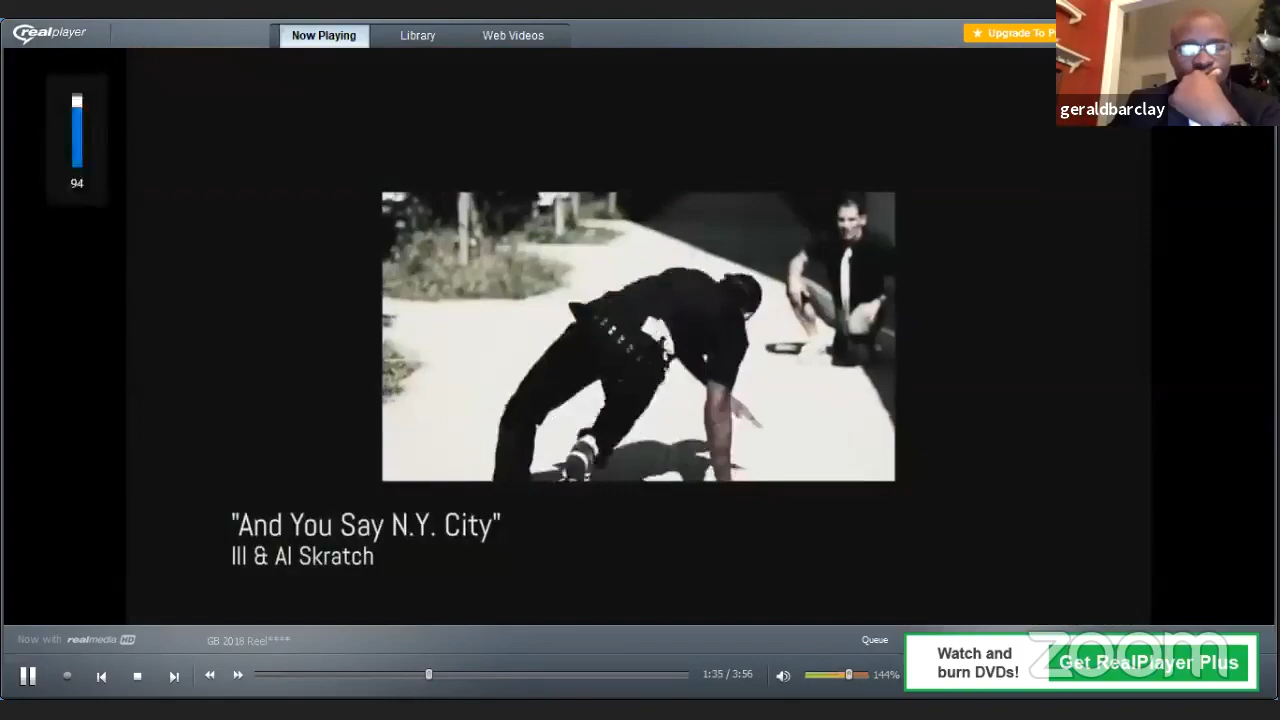 realplayer
Now Playing
Library
Web Videos
Upgrade To P
geraldbarclay
94
"And You Say N.Y. City"
Ill & Al Skratch
Now with realmedia HD
GB 2018 Reel****
Queue
1:35 / 3:56
144%
Watch and
burn DVDs!
Get RealPlayer Plus
zoom